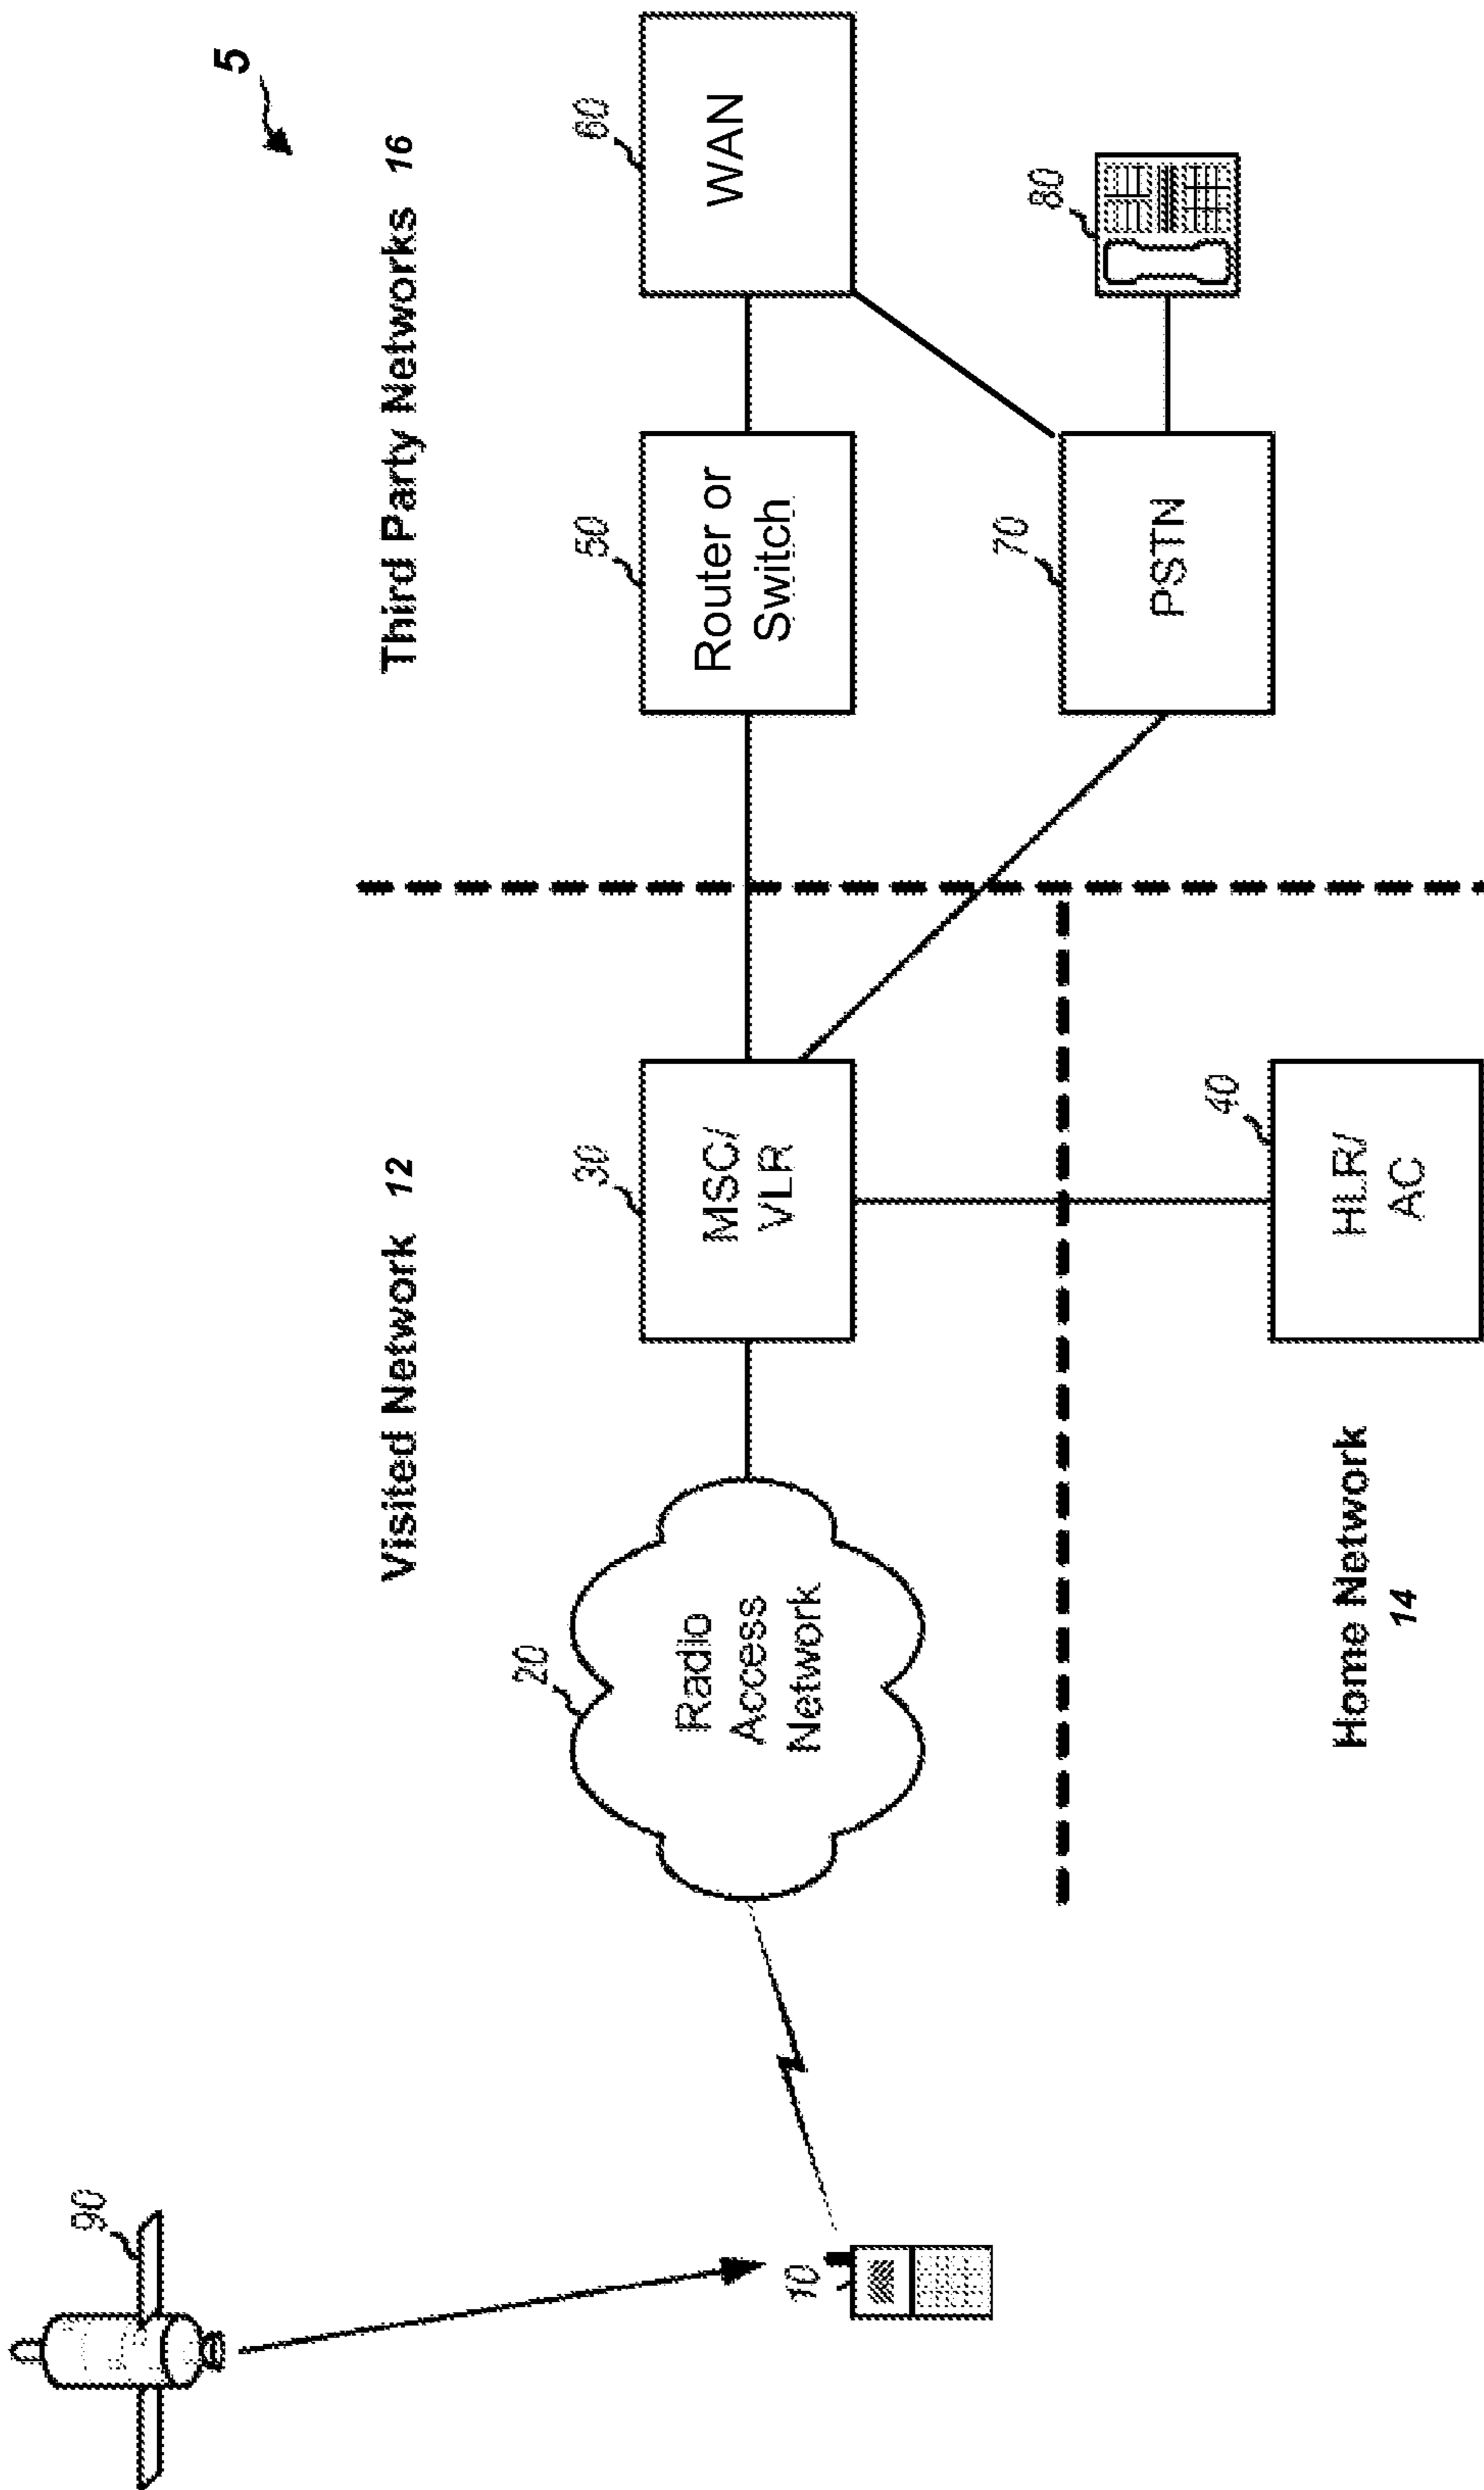 5
Visited Network 12
Third Party Networks 16
90
20
Radio
Access
Network
30
MSC/
VLR
50
Router or
Switch
60
WAN
10
Home Network
14
40
HLR/
AC
70
PSTN
80